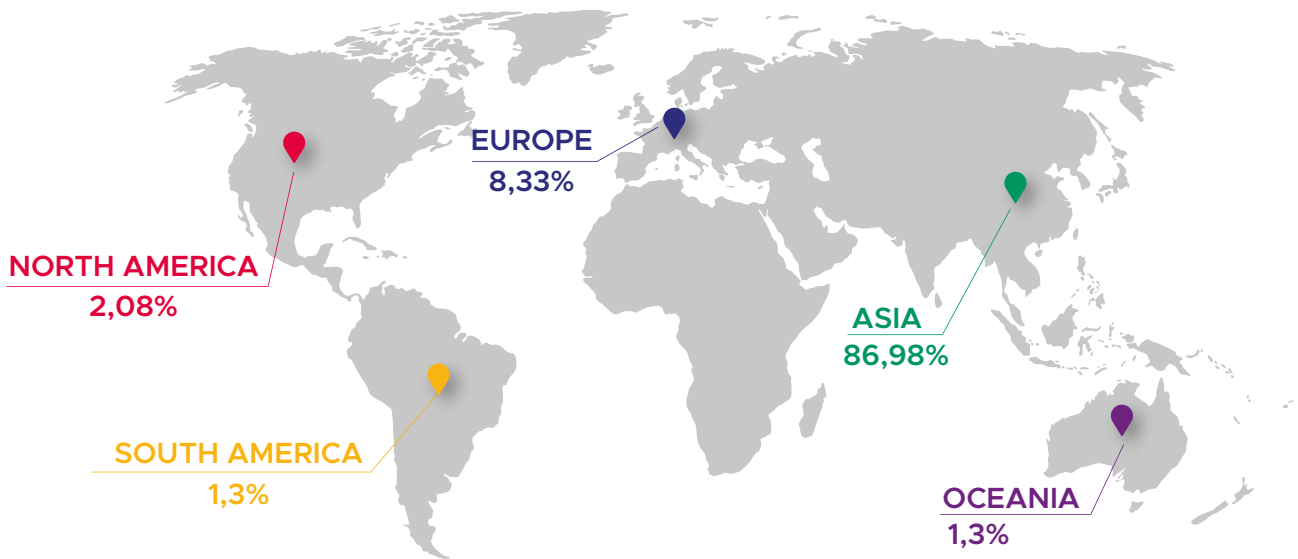 EUROPE
8,33%
NORTH AMERICA
2,08%
ASIA
86,98%
SOUTH AMERICA
1,3%
OCEANIA
1,3%